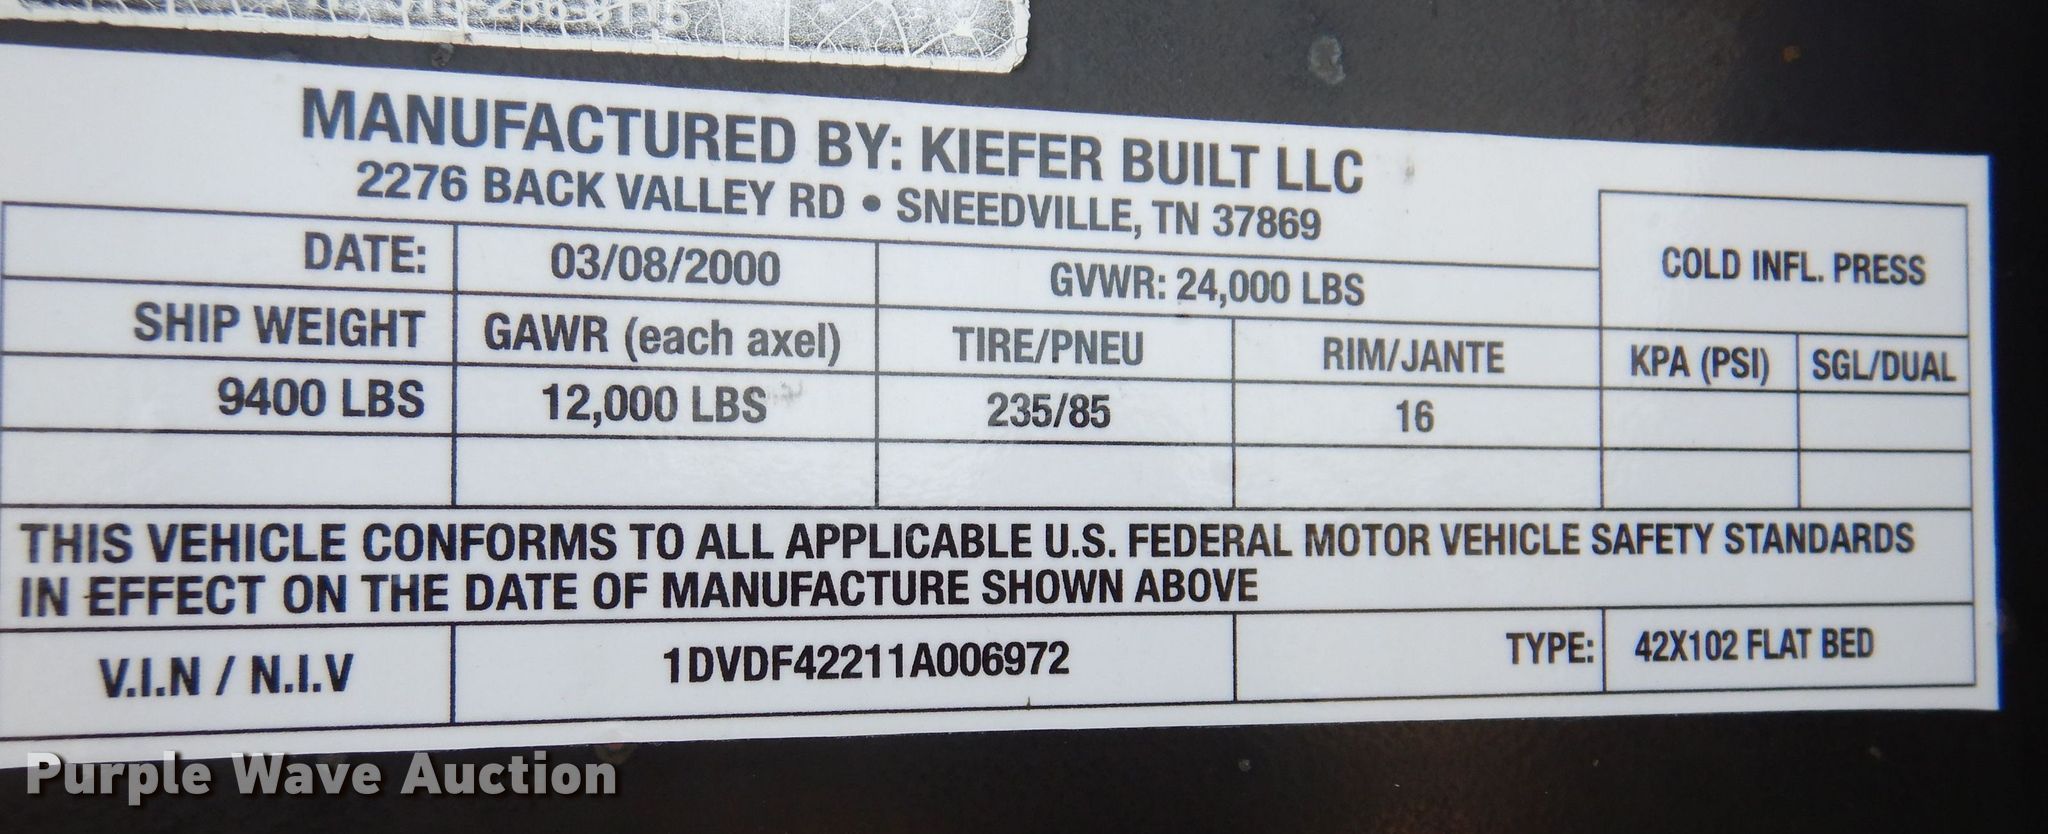 MANUFACTURED BY: KIEFER BUILT LLC
2276 BACK VALLEY RD • SNEEDVILLE, TN 37869
DATE: 03/08/2000 GVWR: 24,000 LBS COLD INFL. PRESS
SHIP WEIGHT GAWR (each axel) TIRE/PNEU RIM/JANTE KPA (PSI) SGL/DUAL
9400 LBS 12,000 LBS 235/85 16
THIS VEHICLE CONFORMS TO ALL APPLICABLE U.S. FEDERAL MOTOR VEHICLE SAFETY STANDARDS
IN EFFECT ON THE DATE OF MANUFACTURE SHOWN ABOVE
V.I.N / N.I.V 1DVDF42211A006972 TYPE: 42X102 FLAT BED
Purple Wave Auction